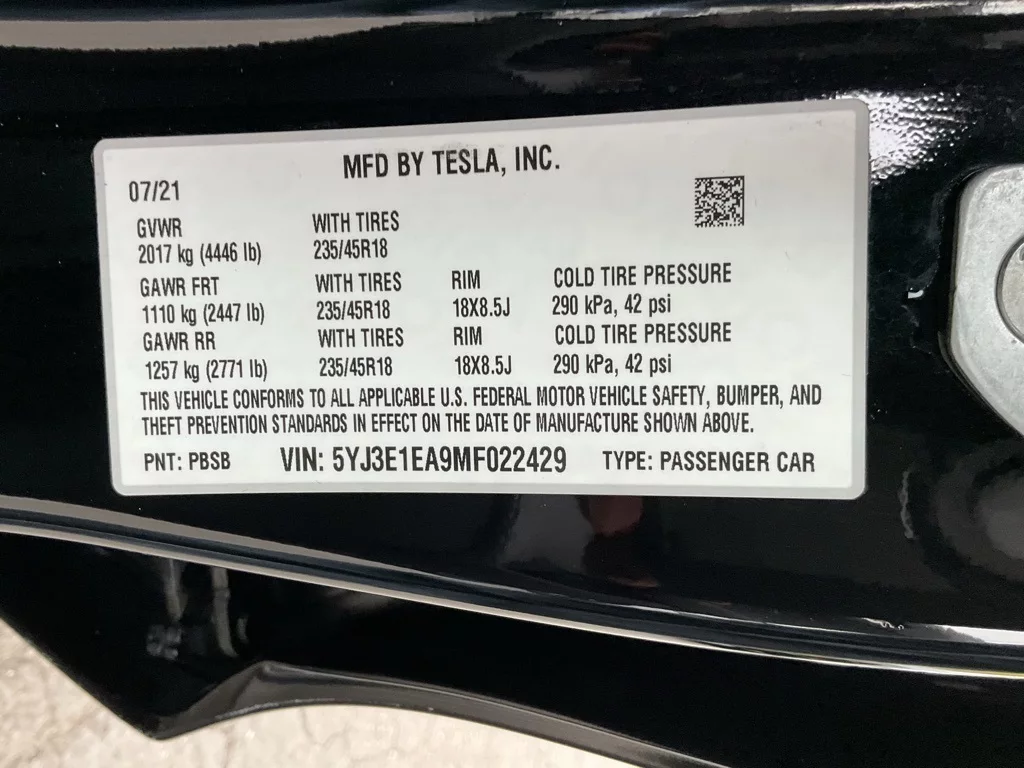 MFD BY TESLA, INC.
07/21
GVWR WITH TIRES
2017 kg (4446 lb) 235/45R18
GAWR FRT WITH TIRES RIM COLD TIRE PRESSURE
1110 kg (2447 lb) 235/45R18 18X8.5J 290 kPa, 42 psi
GAWR RR WITH TIRES RIM COLD TIRE PRESSURE
1257 kg (2771 lb) 235/45R18 18X8.5J 290 kPa, 42 psi
THIS VEHICLE CONFORMS TO ALL APPLICABLE U.S. FEDERAL MOTOR VEHICLE SAFETY, BUMPER, AND
THEFT PREVENTION STANDARDS IN EFFECT ON THE DATE OF MANUFACTURE SHOWN ABOVE.
PNT: PBSB VIN: 5YJ3E1EA9MF022429 TYPE: PASSENGER CAR